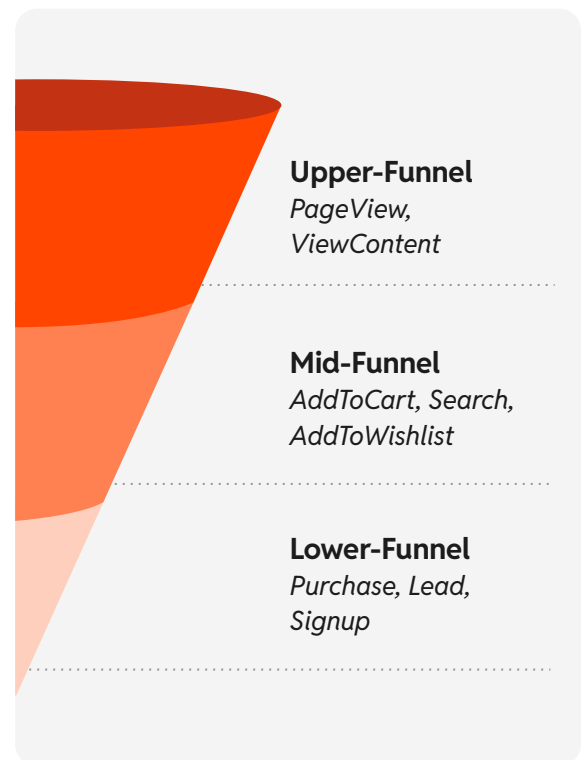 Upper-Funnel
PageView,
ViewContent
Mid-Funnel
AddToCart, Search,
AddToWishlist
Lower-Funnel
Purchase, Lead,
Signup